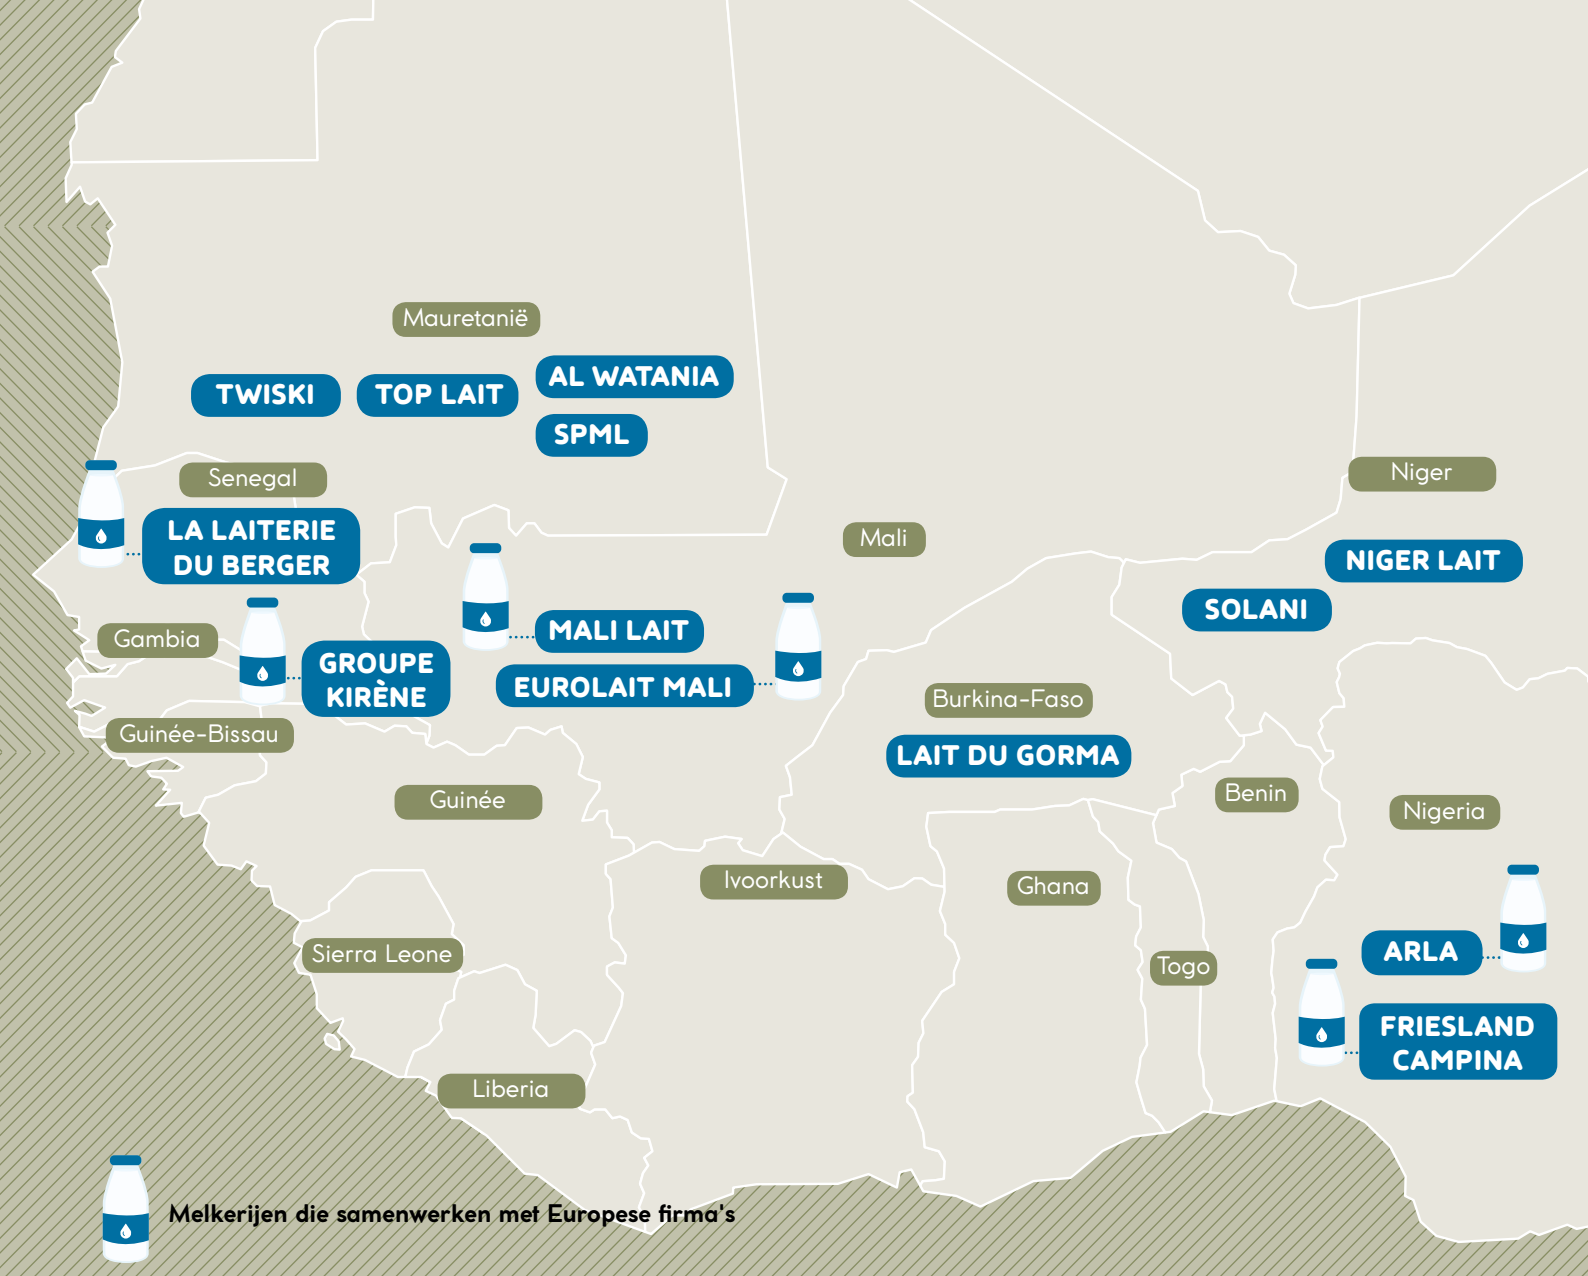 Mauretanië
TWISKI
TOP LAIT
AL WATANIA
SPML
Senegal
LA LAITERIE
DU BERGER
Niger
NIGER LAIT
SOLANI
Mali
MALI LAIT
EUROLAIT MALI
Gambia
GROUPE
KIRÈNE
Guinée-Bissau
Burkina-Faso
LAIT DU GORMA
Guinée
Benin
Nigeria
Ivoorkust
Ghana
Sierra Leone
Togo
ARLA
FRIESLAND
CAMPINA
Liberia
Melkerijen die samenwerken met Europese firma's